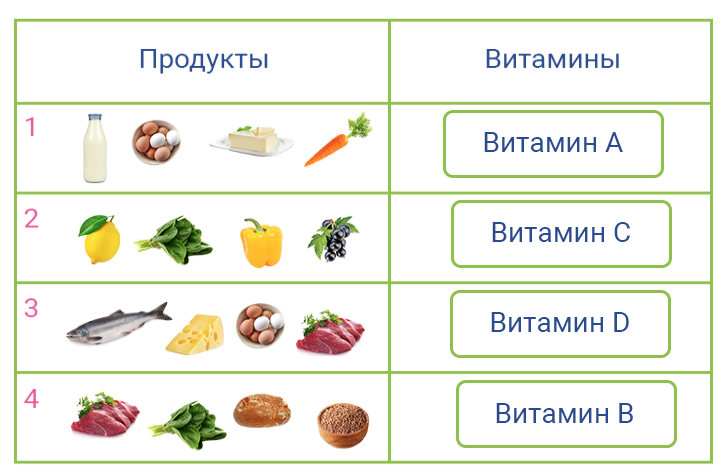 Продукты Витамины
1 Витамин A
2 Витамин C
3 Витамин D
4 Витамин B